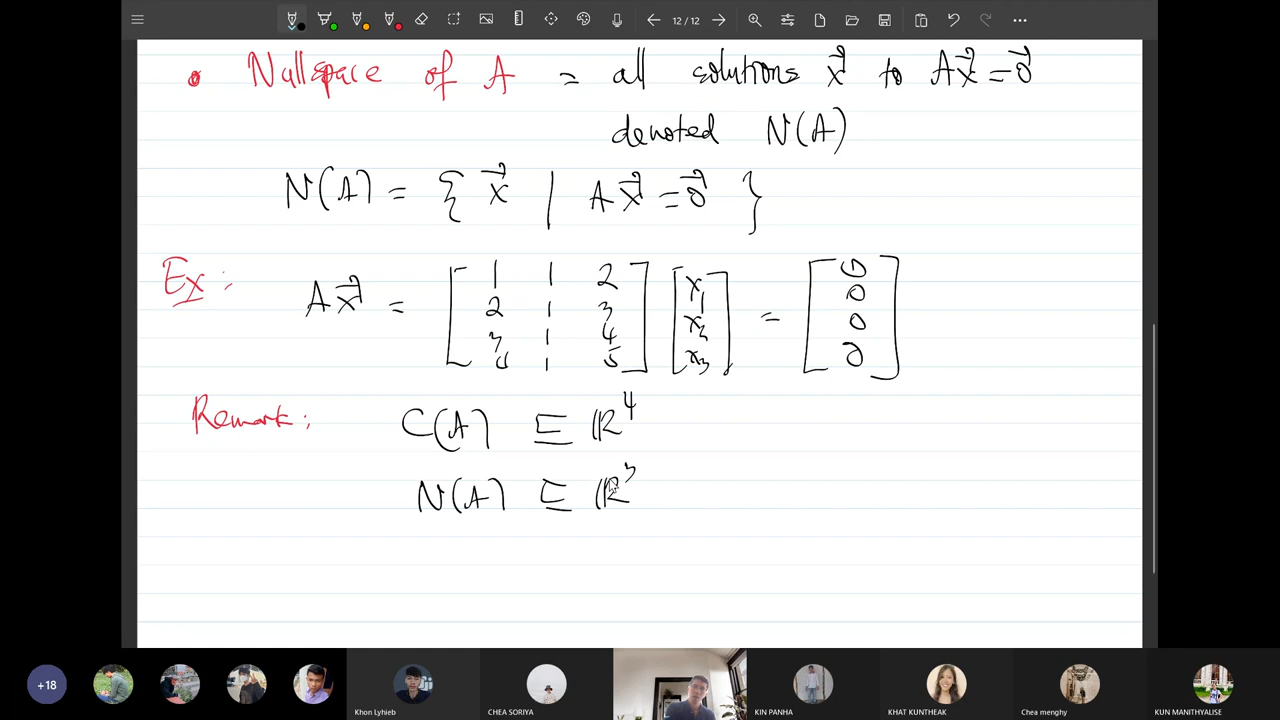 12 / 12
• Nullspace of A = all solutions x⃗ to Ax⃗ = 0⃗
denoted N(A)
N(A) = { x⃗ | Ax⃗ = 0⃗ }
Ex: Ax⃗ = [1 1 2; 2 1 3; 3 1 4; 4 1 5] [x₁; x₂; x₃] = [0; 0; 0; 0]
Remark: C(A) ⊆ ℝ⁴
N(A) ⊆ ℝ³
+18
Khon Lyhieb
CHEA SORIYA
KIN PANHA
KHAT KUNTHEAK
Chea menghy
KUN MANITHYALISE